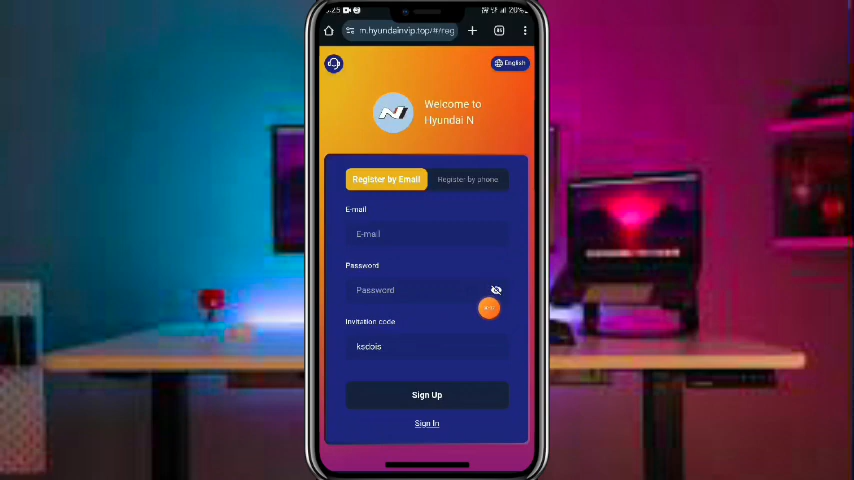 m.hyundainvip.top/#/reg
English
Welcome to
Hyundai N
Register by Email
Register by phone
E-mail
E-mail
Password
Password
Invitation code
ksdois
Sign Up
Sign In